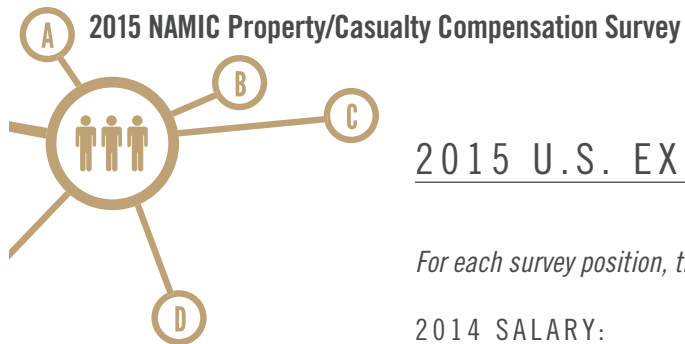 2015 NAMIC Property/Casualty Compensation Survey
A
B
C
2015 U.S. EX
For each survey position, t
2014 SALARY:
D